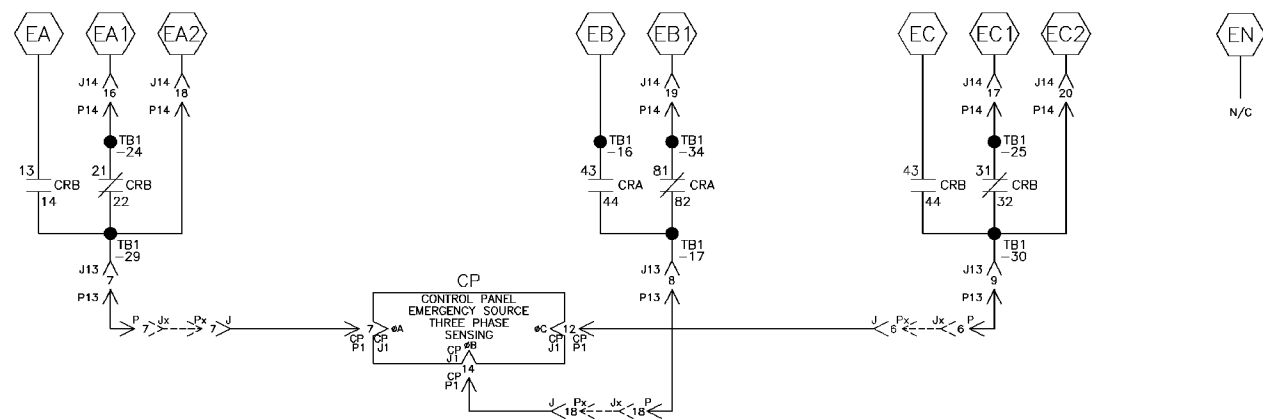 EA EA1 EA2 EB EB1 EC EC1 EC2 EN
J14 J14 J14 J14 J14
16 18 19 17 20
P14 P14 P14 P14 P14
N/C
TB1 TB1 TB1 TB1
-24 -16 -34 -25
13 21 43 81 43 31
CRB CRB CRA CRA CRB CRB
14 22 44 82 44 32
TB1 TB1 TB1
-29 -17 -30
J13 J13 J13
7 8 9
P13 P13 P13
CP
CONTROL PANEL
EMERGENCY SOURCE
THREE PHASE
SENSING
P Jx Px J
7 7
7 øA
CP CP
P1 J1
øC 12
CP CP
J1 P1
J Px Jx P
6 6
øB
CP
J1
14
CP
P1
J Px Jx P
18 18